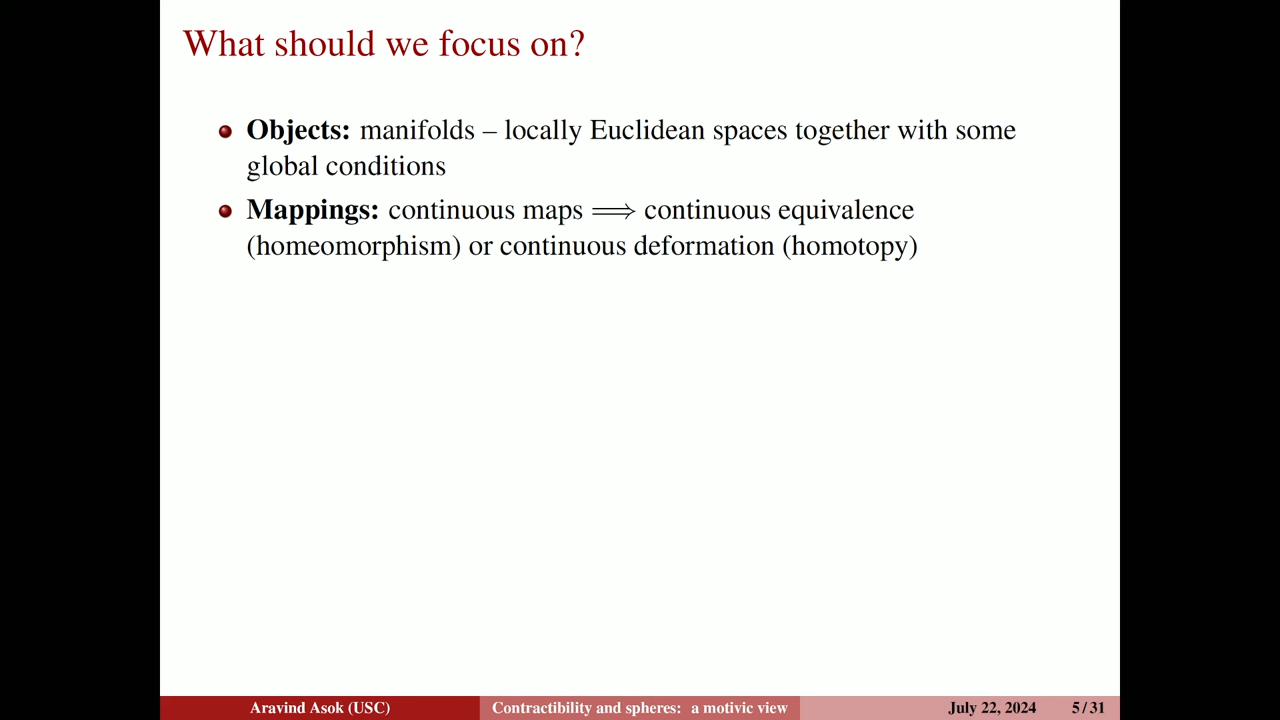 What should we focus on?
Objects: manifolds – locally Euclidean spaces together with some
global conditions
Mappings: continuous maps ⟹ continuous equivalence
(homeomorphism) or continuous deformation (homotopy)
Aravind Asok (USC) Contractibility and spheres: a motivic view July 22, 2024 5 / 31